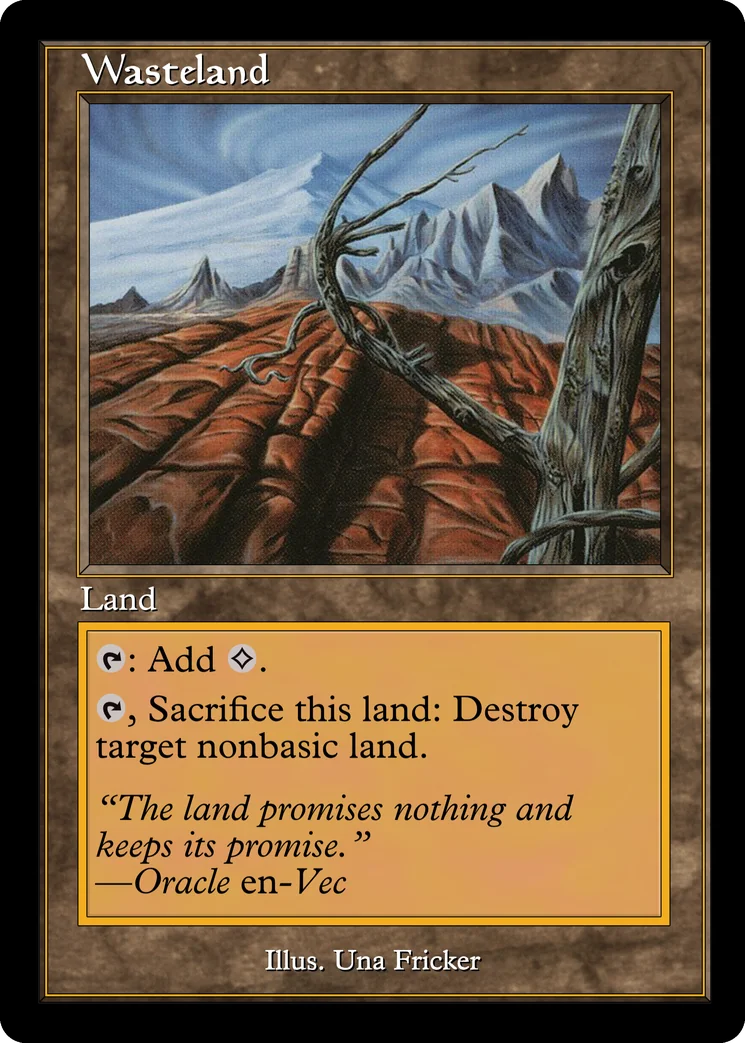 Wasteland
Land
: Add .
, Sacrifice this land: Destroy
target nonbasic land.
“The land promises nothing and
keeps its promise.”
—Oracle en-Vec
Illus. Una Fricker